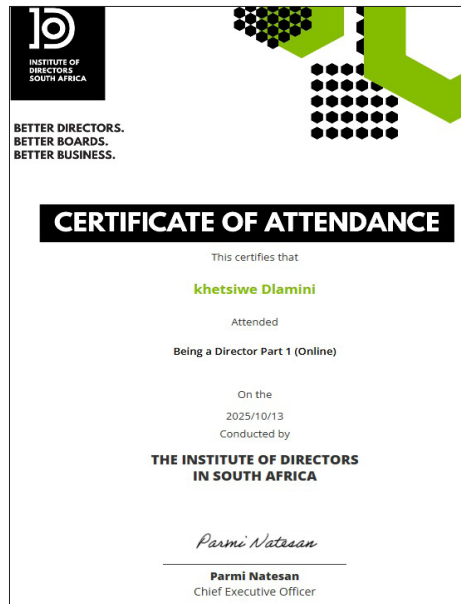 INSTITUTE OF
DIRECTORS
SOUTH AFRICA
BETTER DIRECTORS.
BETTER BOARDS.
BETTER BUSINESS.
CERTIFICATE OF ATTENDANCE
This certifies that
khetsiwe Dlamini
Attended
Being a Director Part 1 (Online)
On the
2025/10/13
Conducted by
THE INSTITUTE OF DIRECTORS
IN SOUTH AFRICA
Parmi Natesan
Parmi Natesan
Chief Executive Officer